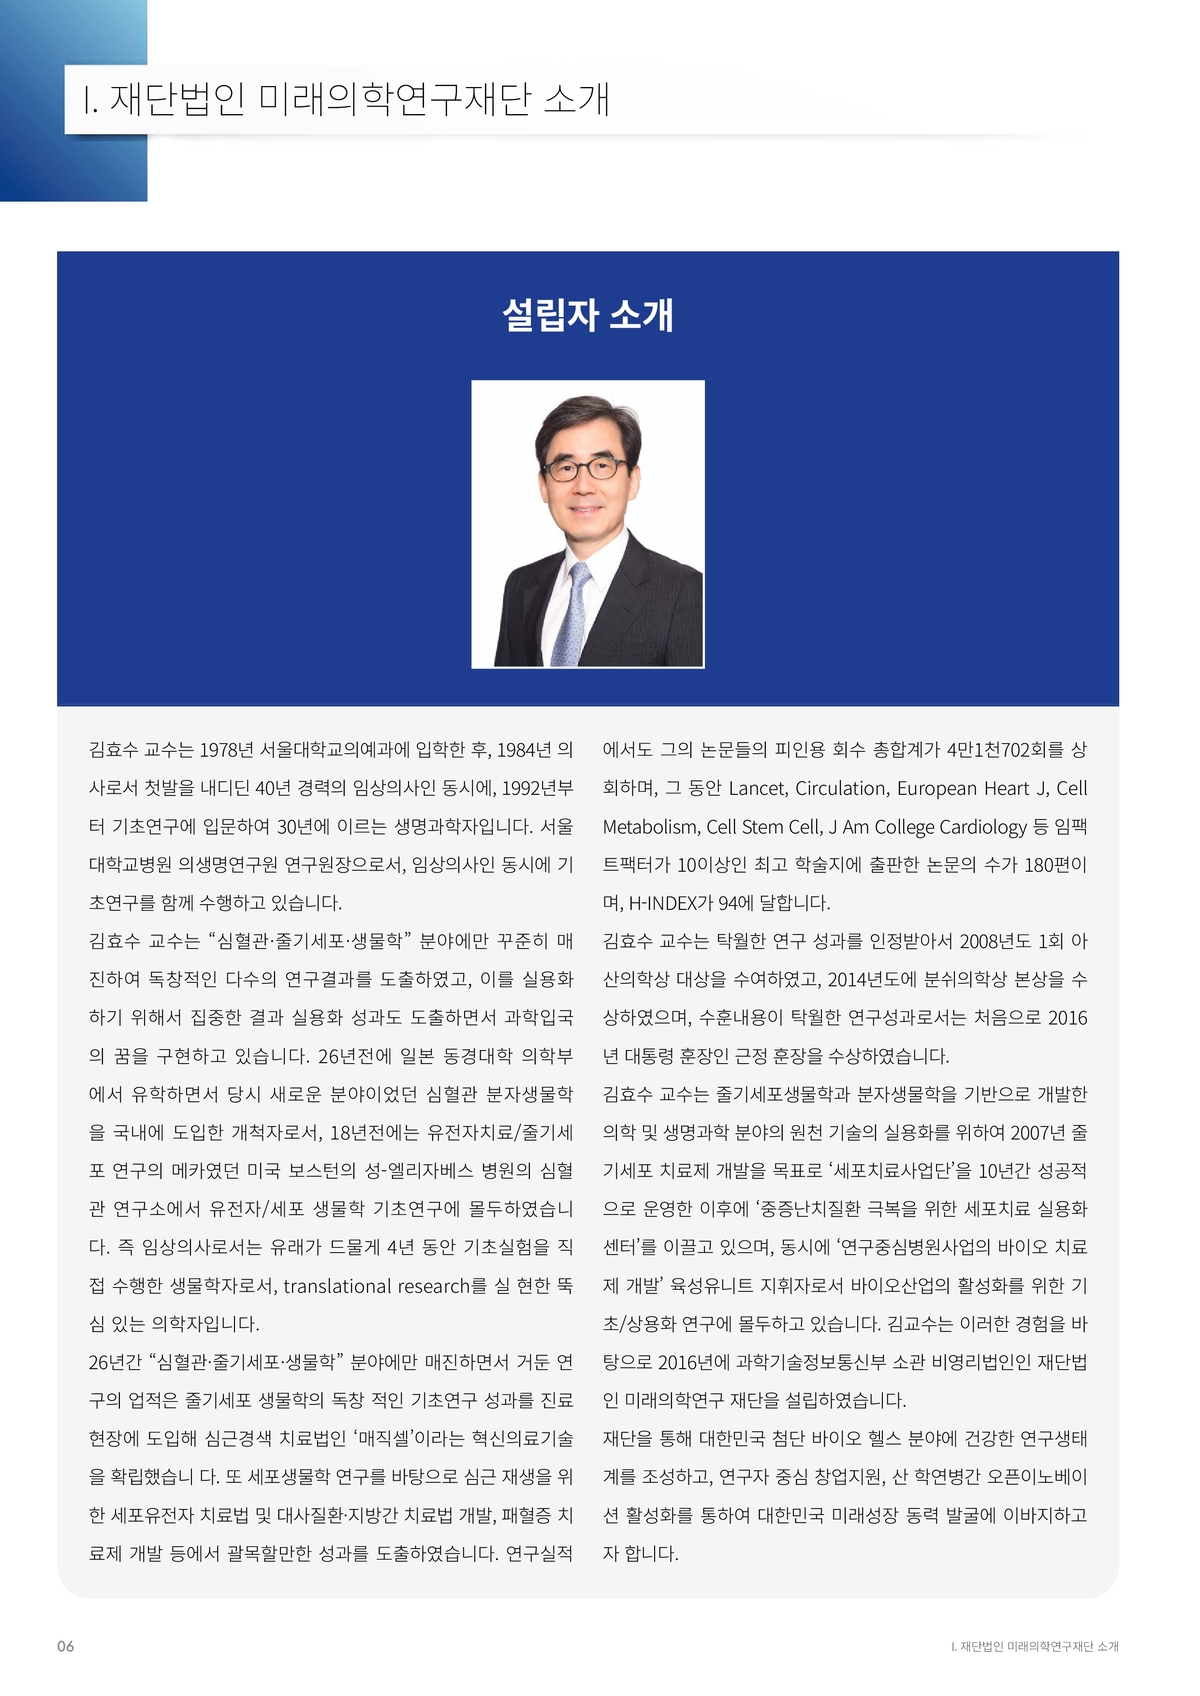 I. 재단법인 미래의학연구재단 소개
설립자 소개
김효수 교수는 1978년 서울대학교의예과에 입학한 후, 1984년 의
사로서 첫발을 내디딘 40년 경력의 임상의사인 동시에, 1992년부
터 기초연구에 입문하여 30년에 이르는 생명과학자입니다. 서울
대학교병원 의생명연구원 연구원장으로서, 임상의사인 동시에 기
초연구를 함께 수행하고 있습니다.
김효수 교수는 “심혈관·줄기세포·생물학” 분야에만 꾸준히 매
진하여 독창적인 다수의 연구결과를 도출하였고, 이를 실용화
하기 위해서 집중한 결과 실용화 성과도 도출하면서 과학입국
의 꿈을 구현하고 있습니다. 26년전에 일본 동경대학 의학부
에서 유학하면서 당시 새로운 분야이었던 심혈관 분자생물학
을 국내에 도입한 개척자로서, 18년전에는 유전자치료/줄기세
포 연구의 메카였던 미국 보스턴의 성-엘리자베스 병원의 심혈
관 연구소에서 유전자/세포 생물학 기초연구에 몰두하였습니
다. 즉 임상의사로서는 유래가 드물게 4년 동안 기초실험을 직
접 수행한 생물학자로서, translational research를 실 현한 뚝
심 있는 의학자입니다.
26년간 “심혈관·줄기세포·생물학” 분야에만 매진하면서 거둔 연
구의 업적은 줄기세포 생물학의 독창 적인 기초연구 성과를 진료
현장에 도입해 심근경색 치료법인 ‘매직셀’이라는 혁신의료기술
을 확립했습니 다. 또 세포생물학 연구를 바탕으로 심근 재생을 위
한 세포유전자 치료법 및 대사질환·지방간 치료법 개발, 패혈증 치
료제 개발 등에서 괄목할만한 성과를 도출하였습니다. 연구실적
에서도 그의 논문들의 피인용 회수 총합계가 4만1천702회를 상
회하며, 그 동안 Lancet, Circulation, European Heart J, Cell
Metabolism, Cell Stem Cell, J Am College Cardiology 등 임팩
트팩터가 10이상인 최고 학술지에 출판한 논문의 수가 180편이
며, H-INDEX가 94에 달합니다.
김효수 교수는 탁월한 연구 성과를 인정받아서 2008년도 1회 아
산의학상 대상을 수여하였고, 2014년도에 분쉬의학상 본상을 수
상하였으며, 수훈내용이 탁월한 연구성과로서는 처음으로 2016
년 대통령 훈장인 근정 훈장을 수상하였습니다.
김효수 교수는 줄기세포생물학과 분자생물학을 기반으로 개발한
의학 및 생명과학 분야의 원천 기술의 실용화를 위하여 2007년 줄
기세포 치료제 개발을 목표로 ‘세포치료사업단’을 10년간 성공적
으로 운영한 이후에 ‘중증난치질환 극복을 위한 세포치료 실용화
센터’를 이끌고 있으며, 동시에 ‘연구중심병원사업의 바이오 치료
제 개발’ 육성유니트 지휘자로서 바이오산업의 활성화를 위한 기
초/상용화 연구에 몰두하고 있습니다. 김교수는 이러한 경험을 바
탕으로 2016년에 과학기술정보통신부 소관 비영리법인인 재단법
인 미래의학연구 재단을 설립하였습니다.
재단을 통해 대한민국 첨단 바이오 헬스 분야에 건강한 연구생태
계를 조성하고, 연구자 중심 창업지원, 산 학연병간 오픈이노베이
션 활성화를 통하여 대한민국 미래성장 동력 발굴에 이바지하고
자 합니다.
06
I. 재단법인 미래의학연구재단 소개